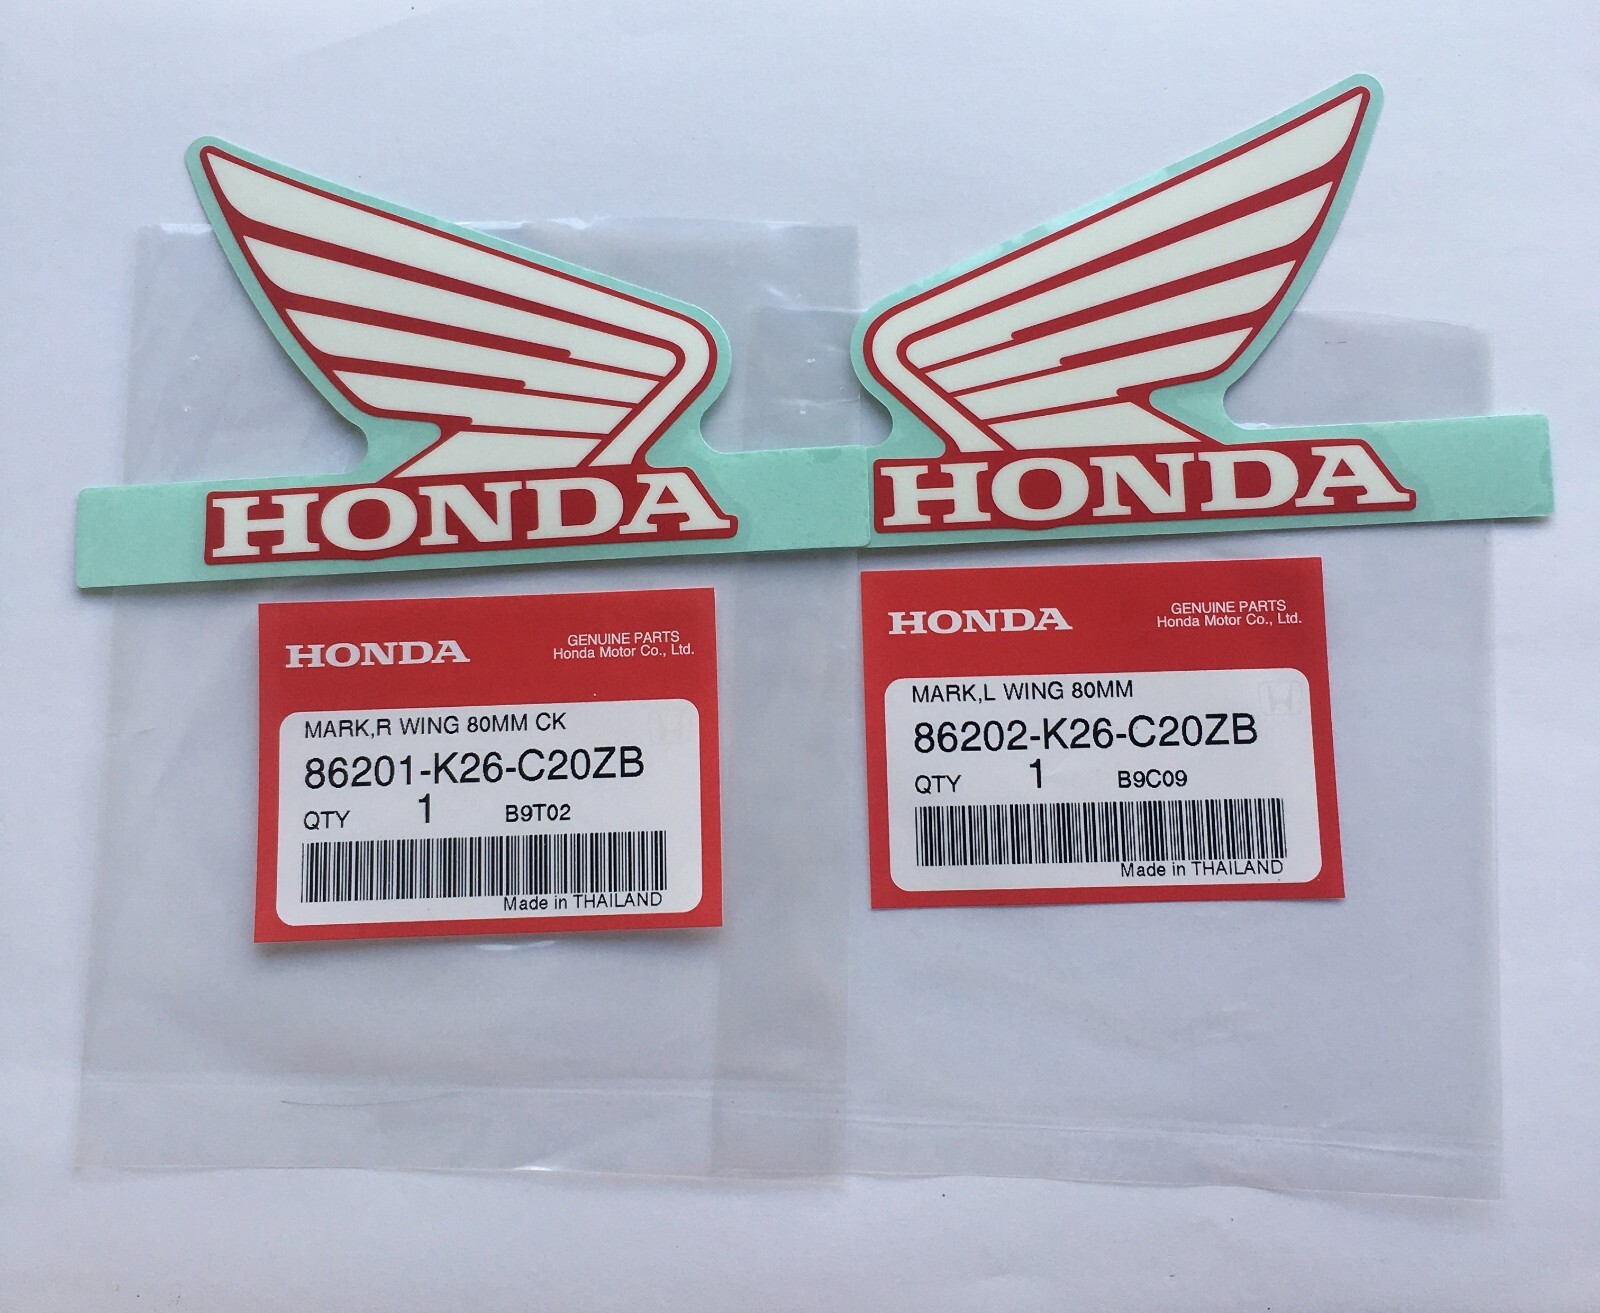 HONDA
HONDA
HONDA
GENUINE PARTS
Honda Motor Co., Ltd.
MARK,R WING 80MM CK
86201-K26-C20ZB
QTY 1 B9T02
Made in THAILAND
HONDA
GENUINE PARTS
Honda Motor Co., Ltd.
MARK,L WING 80MM
86202-K26-C20ZB
QTY 1 B9C09
Made in THAILAND